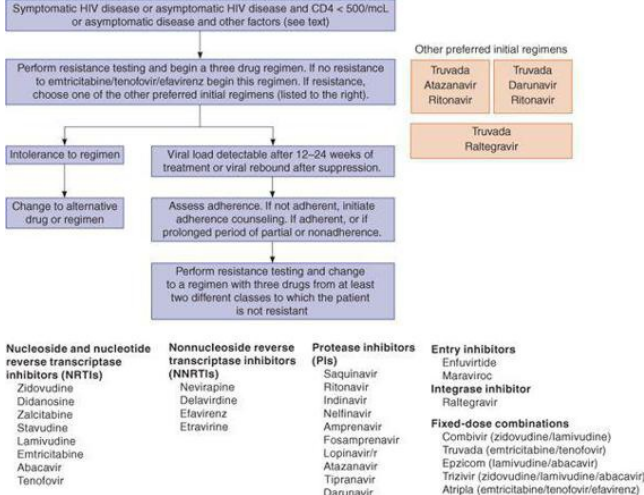 Symptomatic HIV disease or asymptomatic HIV disease and CD4 < 500/mcL
or asymptomatic disease and other factors (see text)
Perform resistance testing and begin a three drug regimen. If no resistance
to emtricitabine/tenofovir/efavirenz begin this regimen. If resistance,
choose one of the other preferred initial regimens (listed to the right).
Other preferred initial regimens
Truvada
Atazanavir
Ritonavir
Truvada
Darunavir
Ritonavir
Truvada
Raltegravir
Intolerance to regimen
Change to alternative
drug or regimen
Viral load detectable after 12–24 weeks of
treatment or viral rebound after suppression.
Assess adherence. If not adherent, initiate
adherence counseling. If adherent, or if
prolonged period of partial or nonadherence.
Perform resistance testing and change
to a regimen with three drugs from at least
two different classes to which the patient
is not resistant
Nucleoside and nucleotide
reverse transcriptase
inhibitors (NRTIs)
Zidovudine
Didanosine
Zalcitabine
Stavudine
Lamivudine
Emtricitabine
Abacavir
Tenofovir
Nonnucleoside reverse
transcriptase inhibitors
(NNRTIs)
Nevirapine
Delavirdine
Efavirenz
Etravirine
Protease inhibitors
(PIs)
Saquinavir
Ritonavir
Indinavir
Nelfinavir
Amprenavir
Fosamprenavir
Lopinavir/r
Atazanavir
Tipranavir
Darunavir
Entry inhibitors
Enfuvirtide
Maraviroc
Integrase inhibitor
Raltegravir
Fixed-dose combinations
Combivir (zidovudine/lamivudine)
Truvada (emtricitabine/tenofovir)
Epzicom (lamivudine/abacavir)
Trizivir (zidovudine/lamivudine/abacavir)
Atripla (emtricitabine/tenofovir/efavirenz)